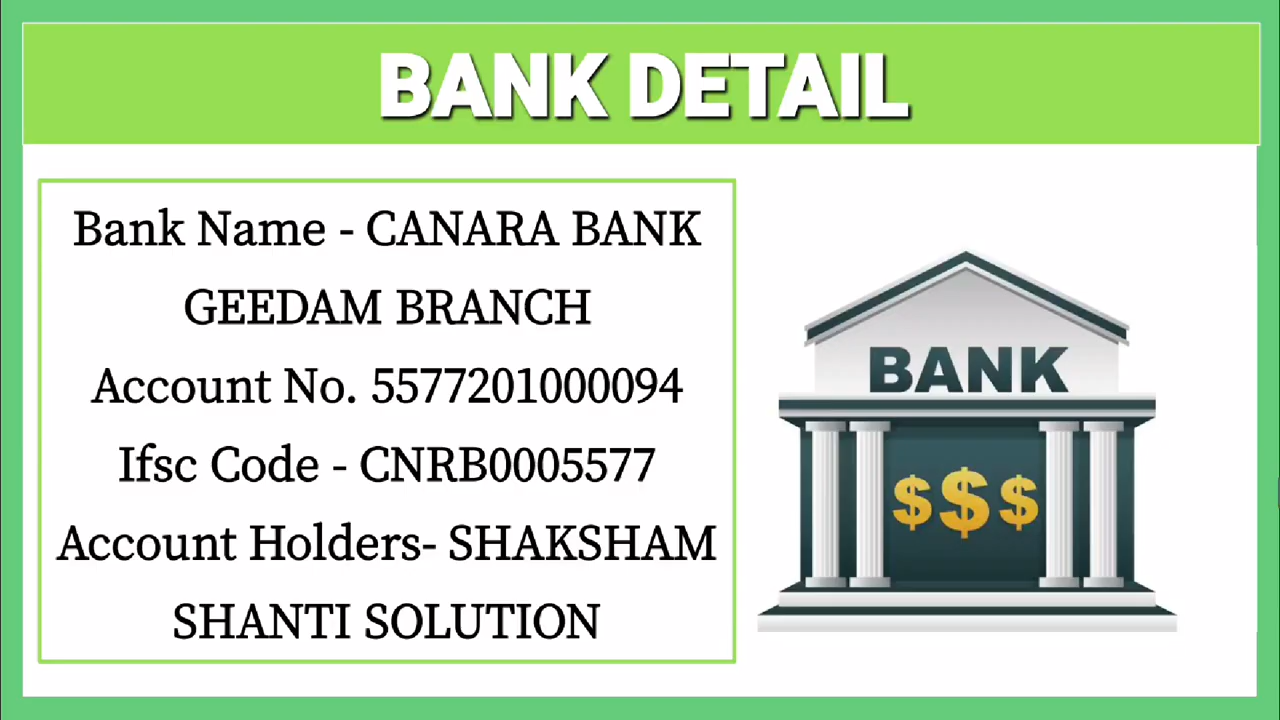 BANK DETAIL
Bank Name - CANARA BANK
GEEDAM BRANCH
Account No. 5577201000094
Ifsc Code - CNRB0005577
Account Holders- SHAKSHAM
SHANTI SOLUTION
BANK
$$$